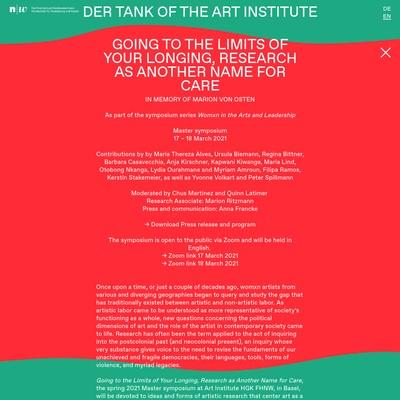 n|w
DER TANK OF THE ART INSTITUTE
DE
EN
GOING TO THE LIMITS OF
YOUR LONGING, RESEARCH
AS ANOTHER NAME FOR
CARE
IN MEMORY OF MARION VON OSTEN
As part of the symposium series Womxn in the Arts and Leadership
Master symposium
17 – 18 March 2021
Contributions by by Maria Thereza Alves, Ursula Biemann, Regina Bittner,
Barbara Casavecchia, Anja Kirschner, Kapwani Kiwanga, Maria Lind,
Otobong Nkanga, Lydia Ourahmane and Myriam Amroun, Filipa Ramos,
Kerstin Stakemeier, as well as Yvonne Volkart and Peter Spillmann
Moderated by Chus Martínez and Quinn Latimer
Research Associate: Marion Ritzmann
Press and communication: Anna Francke
→ Download Press release and program
The symposium is open to the public via Zoom and will be held in
English.
→ Zoom link 17 March 2021
→ Zoom link 18 March 2021
Once upon a time, or just a couple of decades ago, womxn artists from
various and diverging geographies began to query and study the gap that
has traditionally existed between artistic and non-artistic labor. As
artistic labor came to be understood as more representative of society's
functioning as a whole, new questions concerning the political
dimensions of art and the role of the artist in contemporary society came
to life. Research has often been the term applied to the act of inquiring
into the postcolonial past (and neocolonial present), an inquiry whose
very substance gives voice to the need to revise the fundaments of our
unachieved and fragile democracies, their languages, tools, forms of
violence, and myriad legacies.
Going to the Limits of Your Longing, Research as Another Name for Care,
the spring 2021 Master symposium at Art Institute HGK FHNW, in Basel,
will be devoted to ideas and forms of artistic research that center art as a